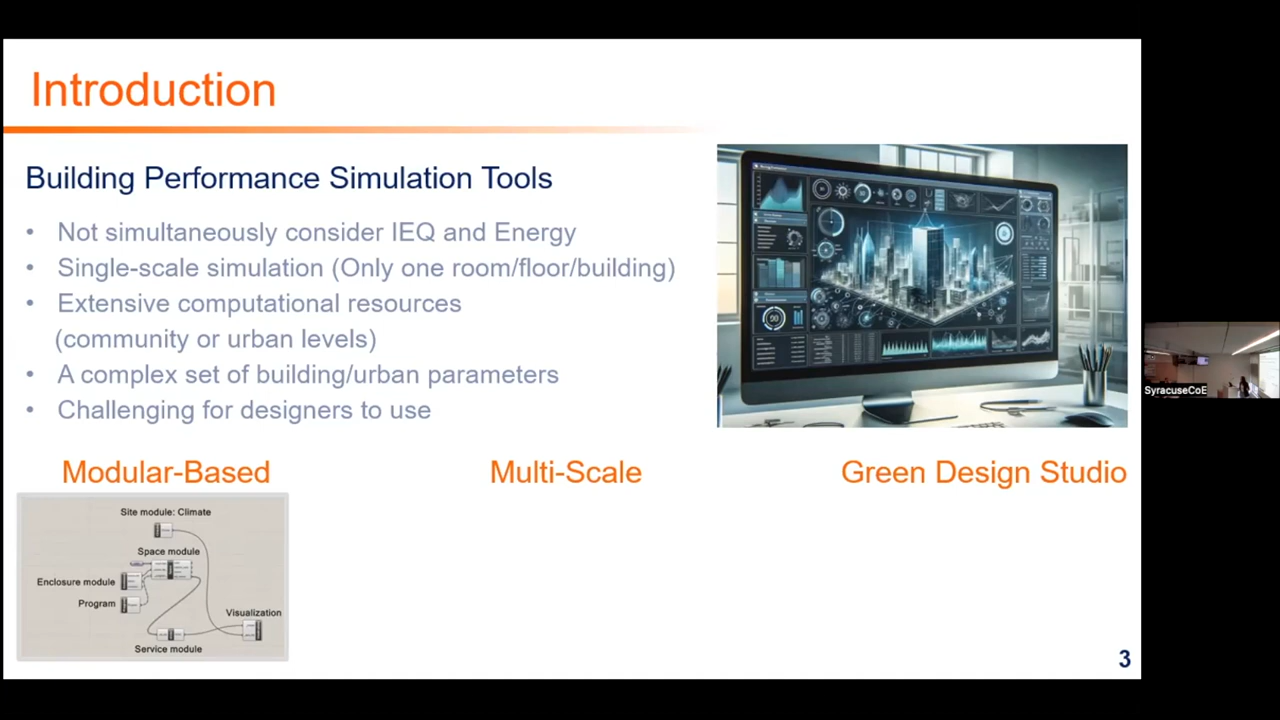 Introduction
Building Performance Simulation Tools
• Not simultaneously consider IEQ and Energy
• Single-scale simulation (Only one room/floor/building)
• Extensive computational resources
(community or urban levels)
• A complex set of building/urban parameters
• Challenging for designers to use
Modular-Based
Multi-Scale
Green Design Studio
Site module: Climate
Space module
Enclosure module
Program
Visualization
Service module
3
SyracuseCoE